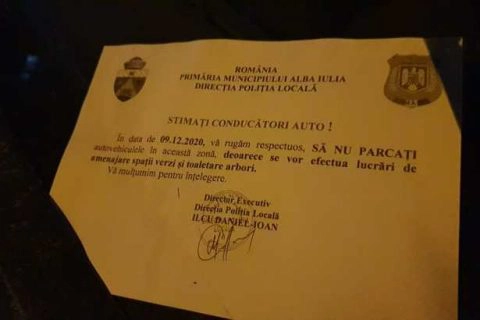 ROMÂNIA
PRIMĂRIA MUNICIPIULUI ALBA IULIA
DIRECȚIA POLIȚIA LOCALĂ
STIMAȚI CONDUCĂTORI AUTO !
În data de 09.12.2020, vă rugăm respectuos, SĂ NU PARCAȚI
autovehiculele în această zonă, deoarece se vor efectua lucrări de
amenajare spații verzi și toaletare arbori.
Vă mulțumim pentru înțelegere.
Director Executiv
Direcția Poliția Locală
ILCU DANIEL-IOAN